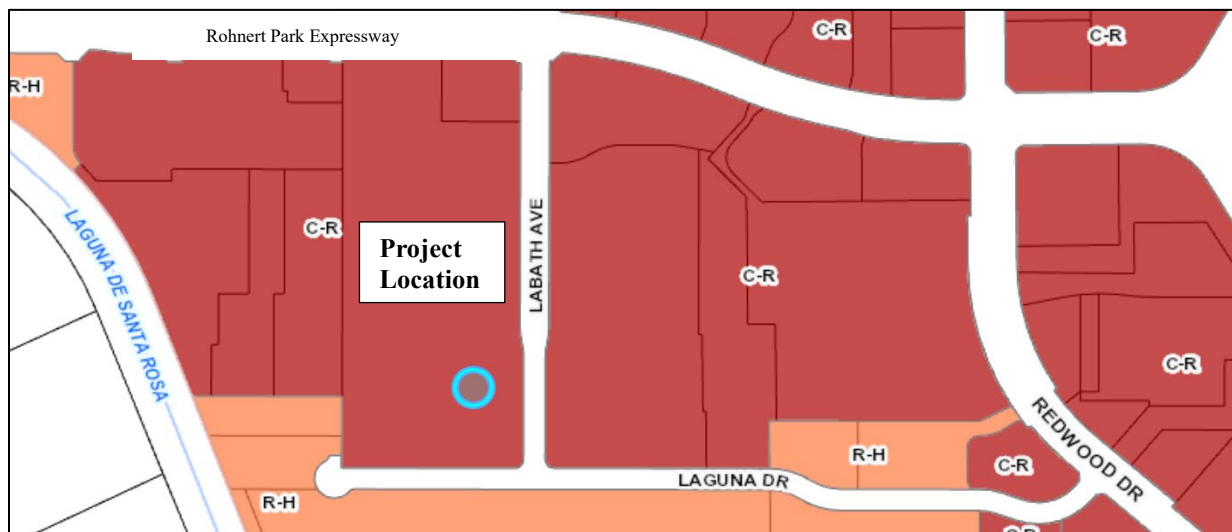 Rohnert Park Expressway
C-R
C-R
R-H
LAGUNA DE SANTA ROSA
C-R
Project
Location
LABATH AVE
C-R
C-R
REDWOOD DR
R-H
C-R
LAGUNA DR
R-H
C-R